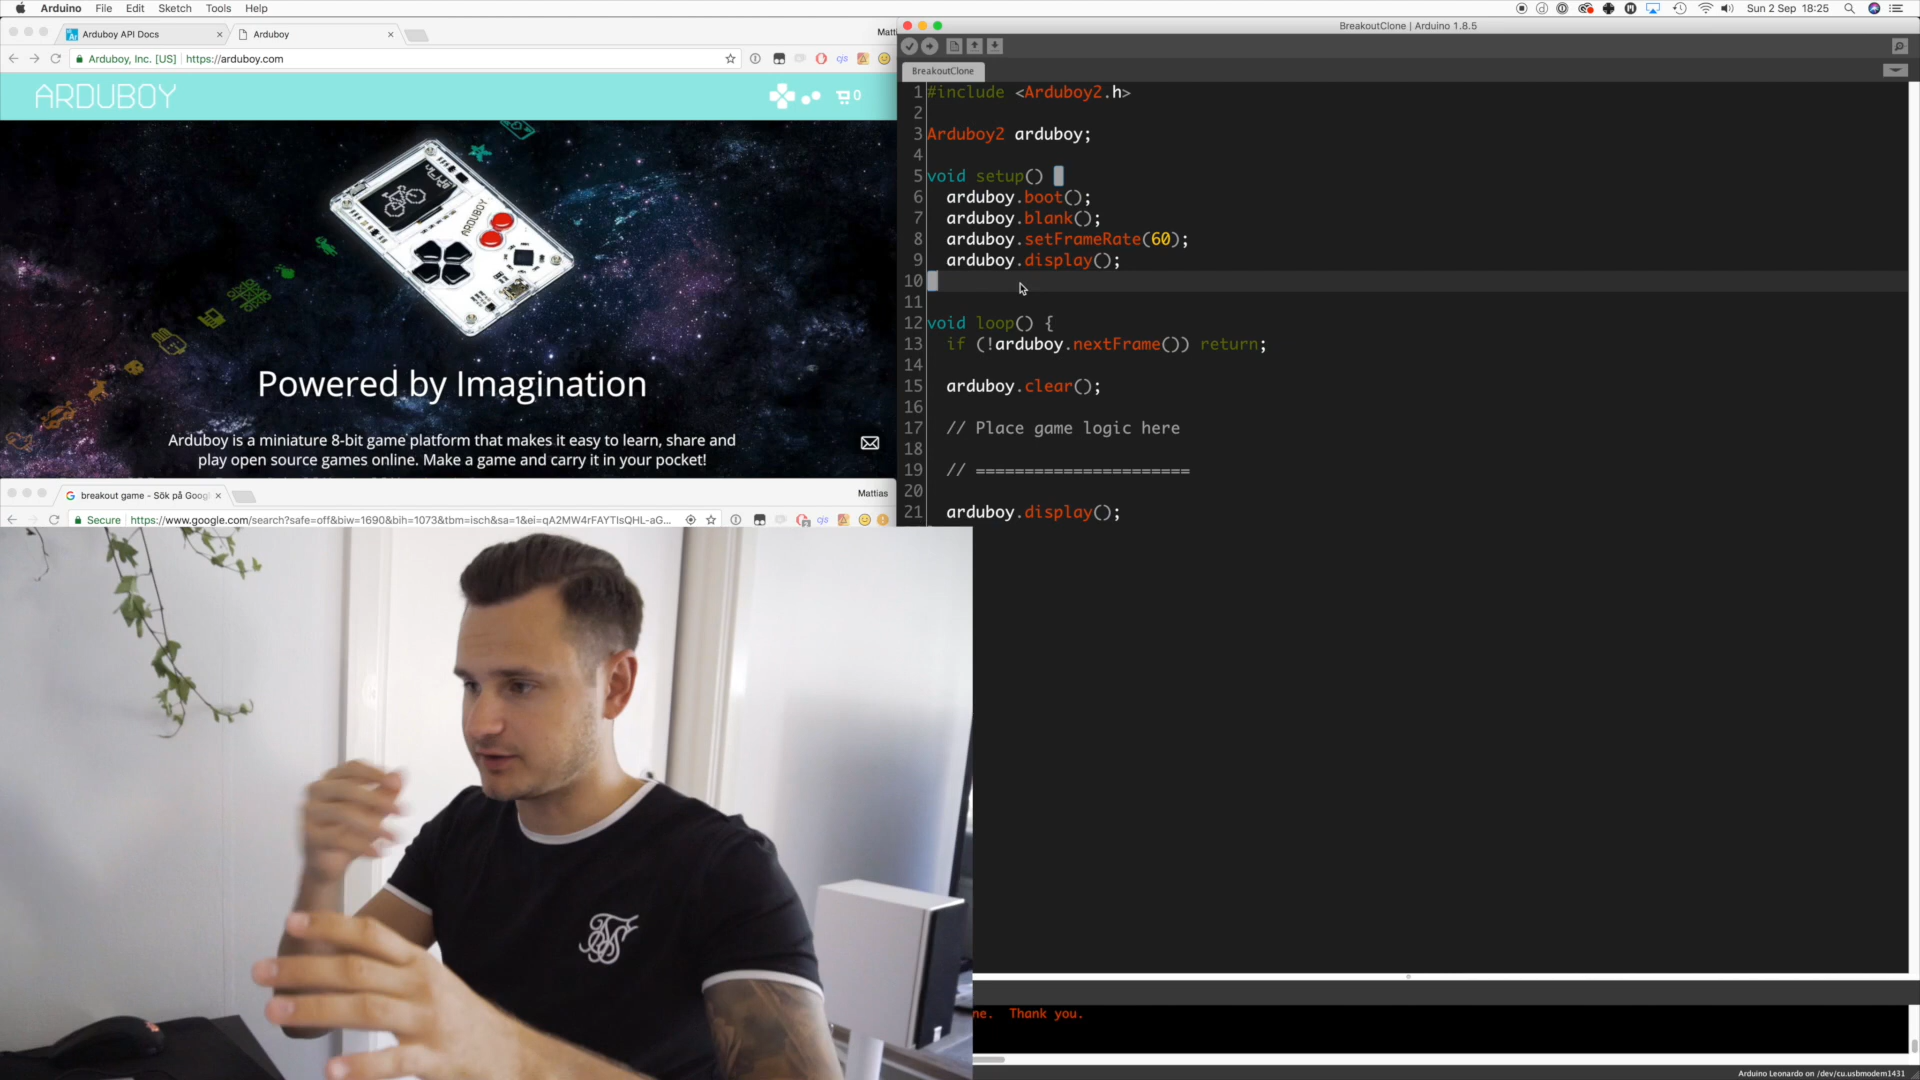 Arduino File Edit Sketch Tools Help
Sun 2 Sep 18:25
Arduboy API Docs
Arduboy
Arduboy, Inc. [US] https://arduboy.com
ARDUBOY
0
ARDUBOY
Powered by Imagination
Arduboy is a miniature 8-bit game platform that makes it easy to learn, share and
play open source games online. Make a game and carry it in your pocket!
breakout game - Sök på Goog
Mattias
Secure https://www.google.com/search?safe=off&biw=1690&bih=1073&tbm=isch&sa=1&ei=qA2MW4rFAYTIsQHL-aG...
BreakoutClone | Arduino 1.8.5
BreakoutClone
1 #include <Arduboy2.h>
2
3 Arduboy2 arduboy;
4
5 void setup()
6 arduboy.boot();
7 arduboy.blank();
8 arduboy.setFrameRate(60);
9 arduboy.display();
10
11
12 void loop() {
13 if (!arduboy.nextFrame()) return;
14
15 arduboy.clear();
16
17 // Place game logic here
18
19 // ======================
20
21 arduboy.display();
ne. Thank you.
Arduino Leonardo on /dev/cu.usbmodem1431